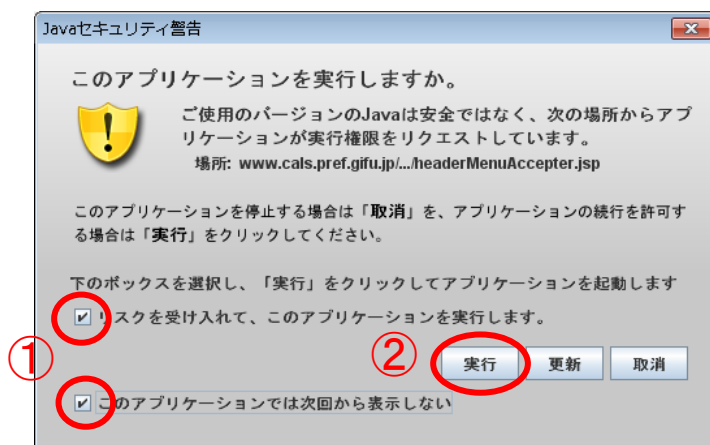 Javaセキュリティ警告
このアプリケーションを実行しますか。
ご使用のバージョンのJavaは安全ではなく、次の場所からアプ
リケーションが実行権限をリクエストしています。
場所: www.cals.pref.gifu.jp/.../headerMenuAccepter.jsp
このアプリケーションを停止する場合は「取消」を、アプリケーションの続行を許可す
る場合は「実行」をクリックしてください。
下のボックスを選択し、「実行」をクリックしてアプリケーションを起動します
リスクを受け入れて、このアプリケーションを実行します。
① ② 実行 更新 取消
このアプリケーションでは次回から表示しない